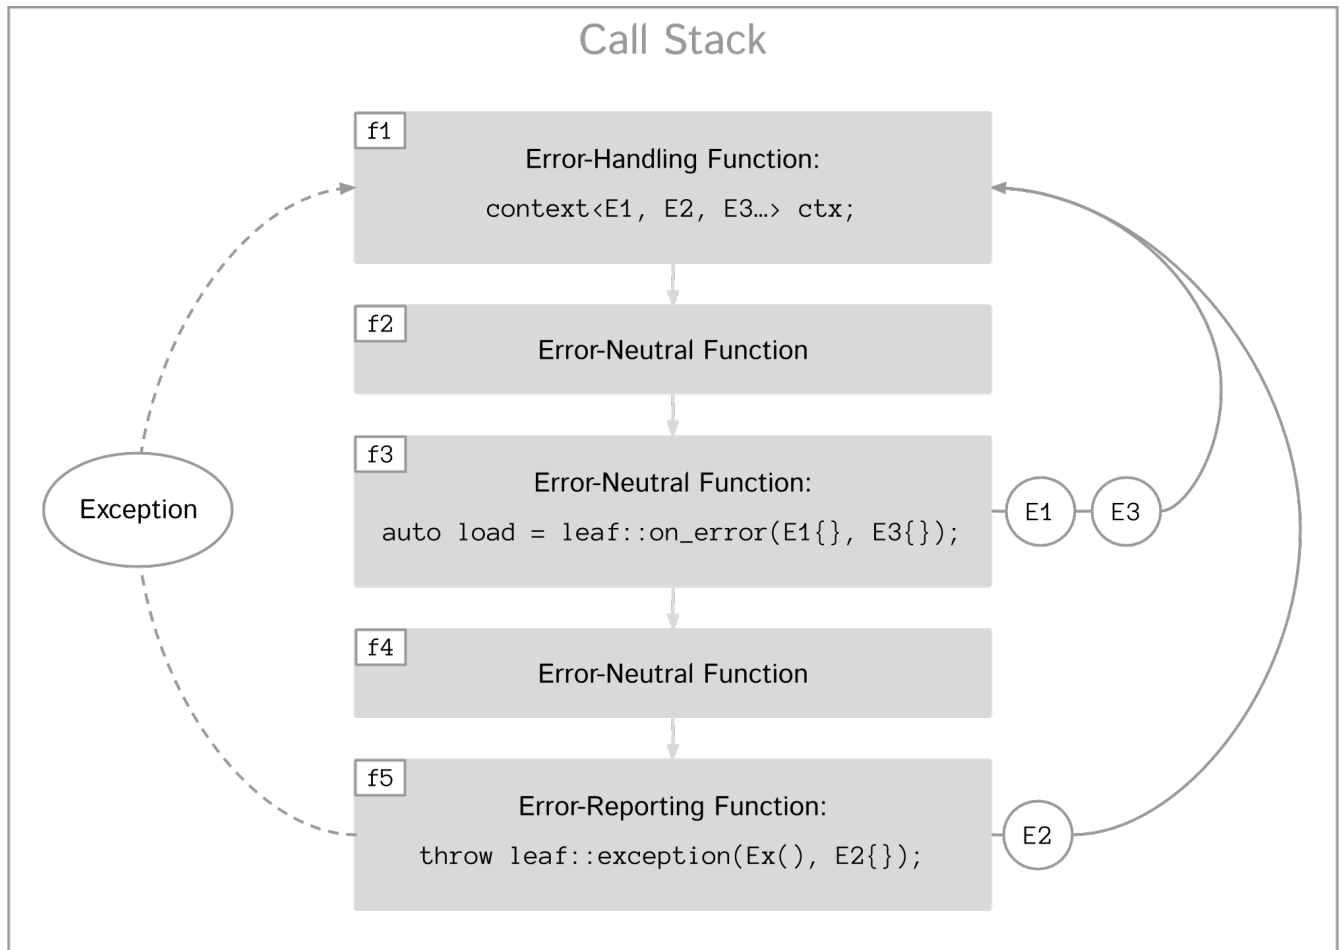 Call Stack
f1
Error-Handling Function:
context<E1, E2, E3…> ctx;
f2
Error-Neutral Function
f3
Error-Neutral Function:
auto load = leaf::on_error(E1{}, E3{});
E1
E3
Exception
f4
Error-Neutral Function
f5
Error-Reporting Function:
throw leaf::exception(Ex(), E2{});
E2